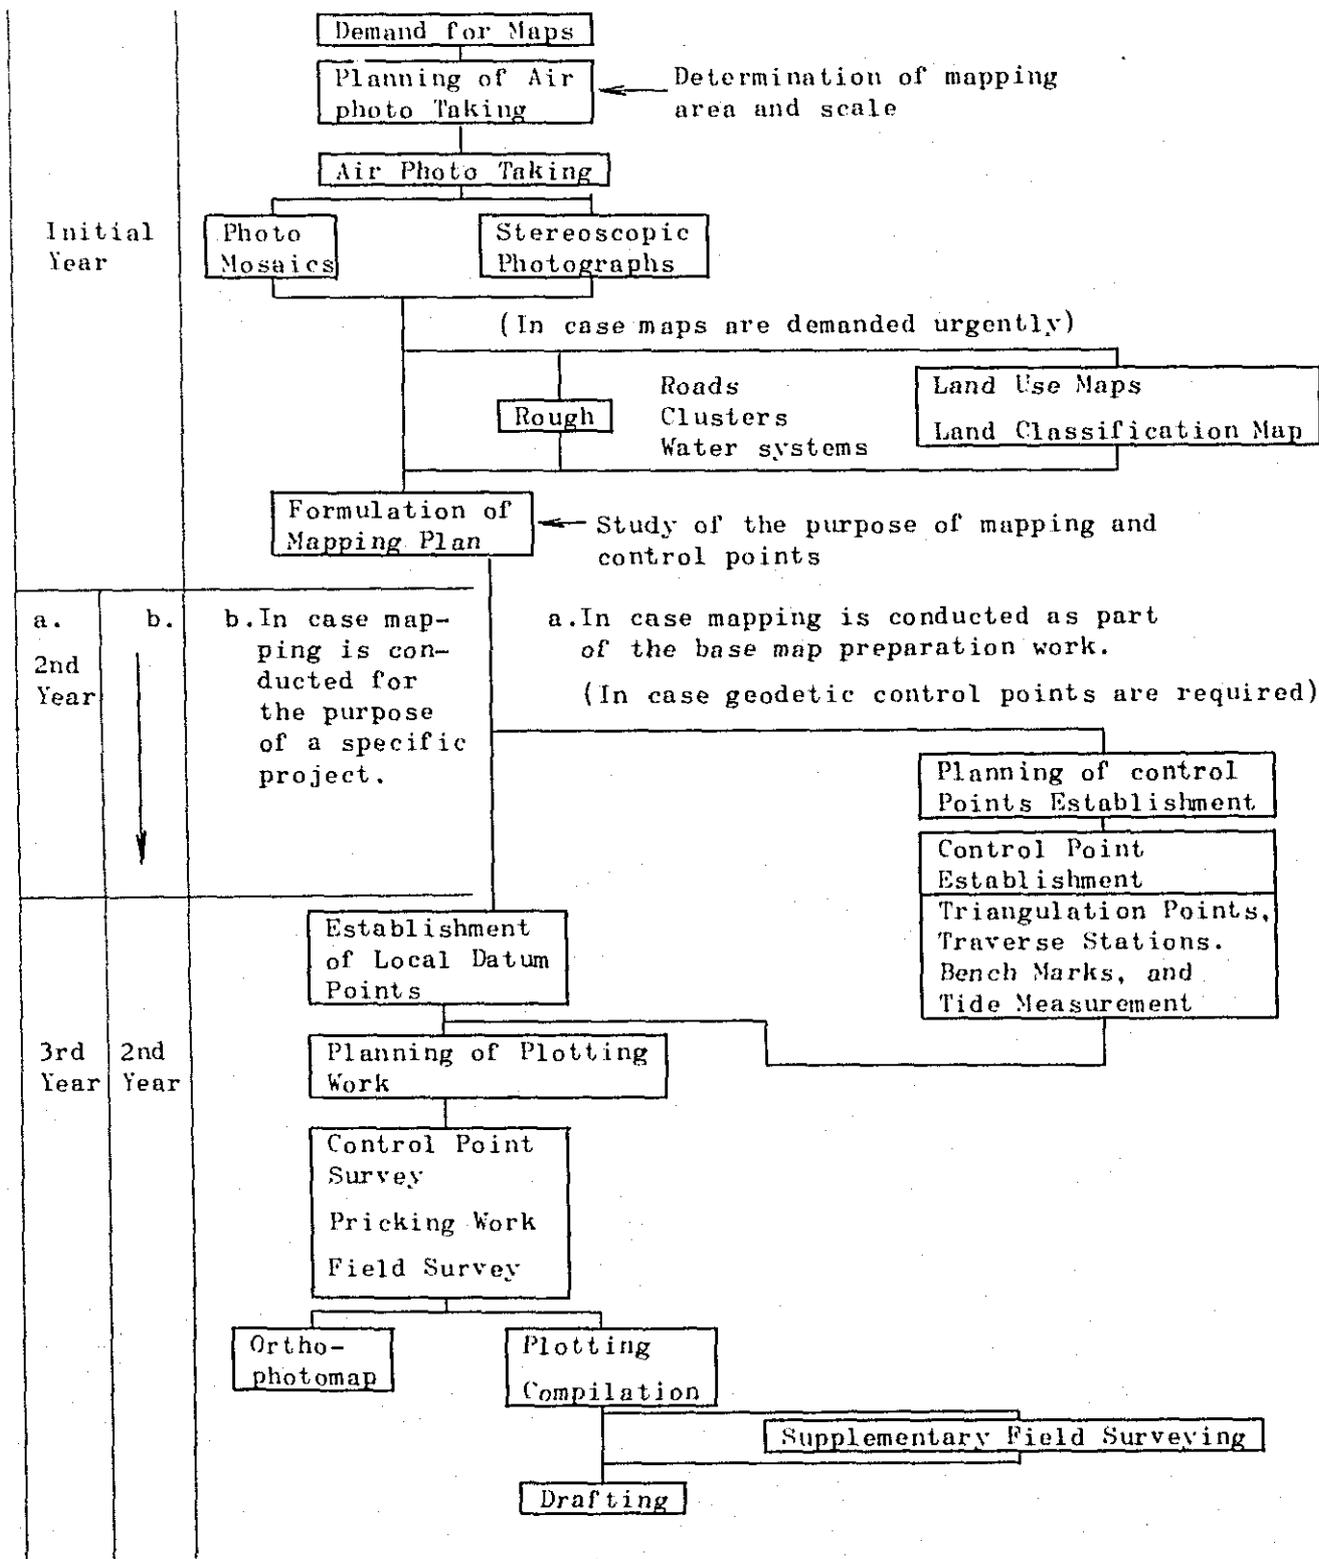 Demand for Maps
Planning of Air
photo Taking
Determination of mapping
area and scale
Air Photo Taking
Initial
Year
Photo
Mosaics
Stereoscopic
Photographs
(In case maps are demanded urgently)
Rough
Roads
Clusters
Water systems
Land Use Maps
Land Classification Map
Formulation of
Mapping Plan
Study of the purpose of mapping and
control points
a.
2nd
Year
b.
b. In case map-
ping is con-
ducted for
the purpose
of a specific
project.
a. In case mapping is conducted as part
of the base map preparation work.
(In case geodetic control points are required)
Planning of control
Points Establishment
Control Point
Establishment
Triangulation Points,
Traverse Stations.
Bench Marks, and
Tide Measurement
Establishment
of Local Datum
Points
3rd
Year
2nd
Year
Planning of Plotting
Work
Control Point
Survey
Pricking Work
Field Survey
Ortho-
photomap
Plotting
Compilation
Supplementary Field Surveying
Drafting